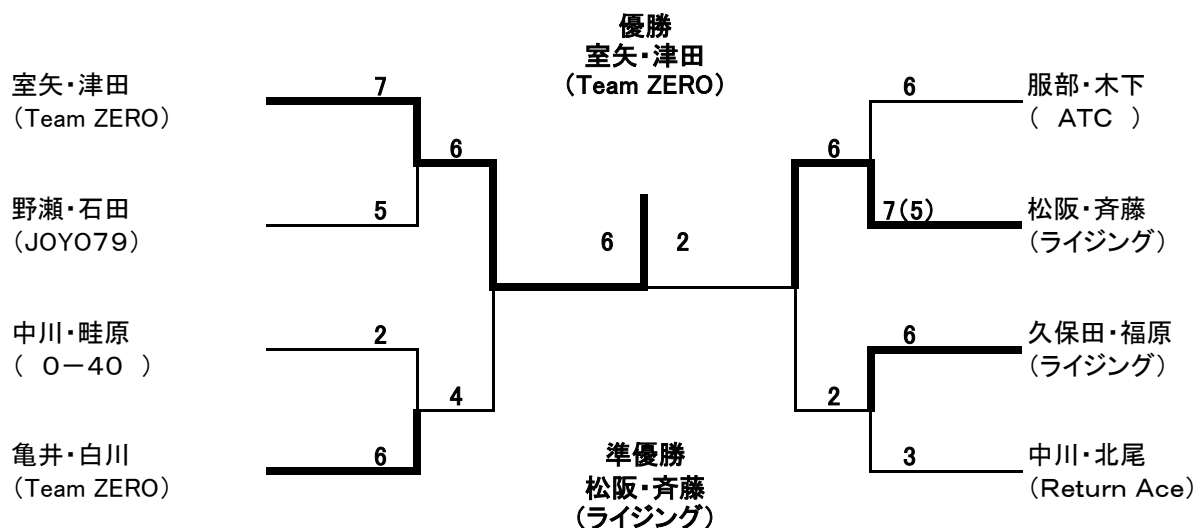 優勝
室矢・津田
（Team ZERO）
室矢・津田
（Team ZERO）
7
6
野瀬・石田
（JOYO79）
5
中川・畦原
（ 0－40 ）
2
4
亀井・白川
（Team ZERO）
6
6
2
服部・木下
（ ATC ）
6
6
松阪・斉藤
（ライジング）
7(5)
久保田・福原
（ライジング）
6
2
中川・北尾
（Return Ace）
3
準優勝
松阪・斉藤
（ライジング）